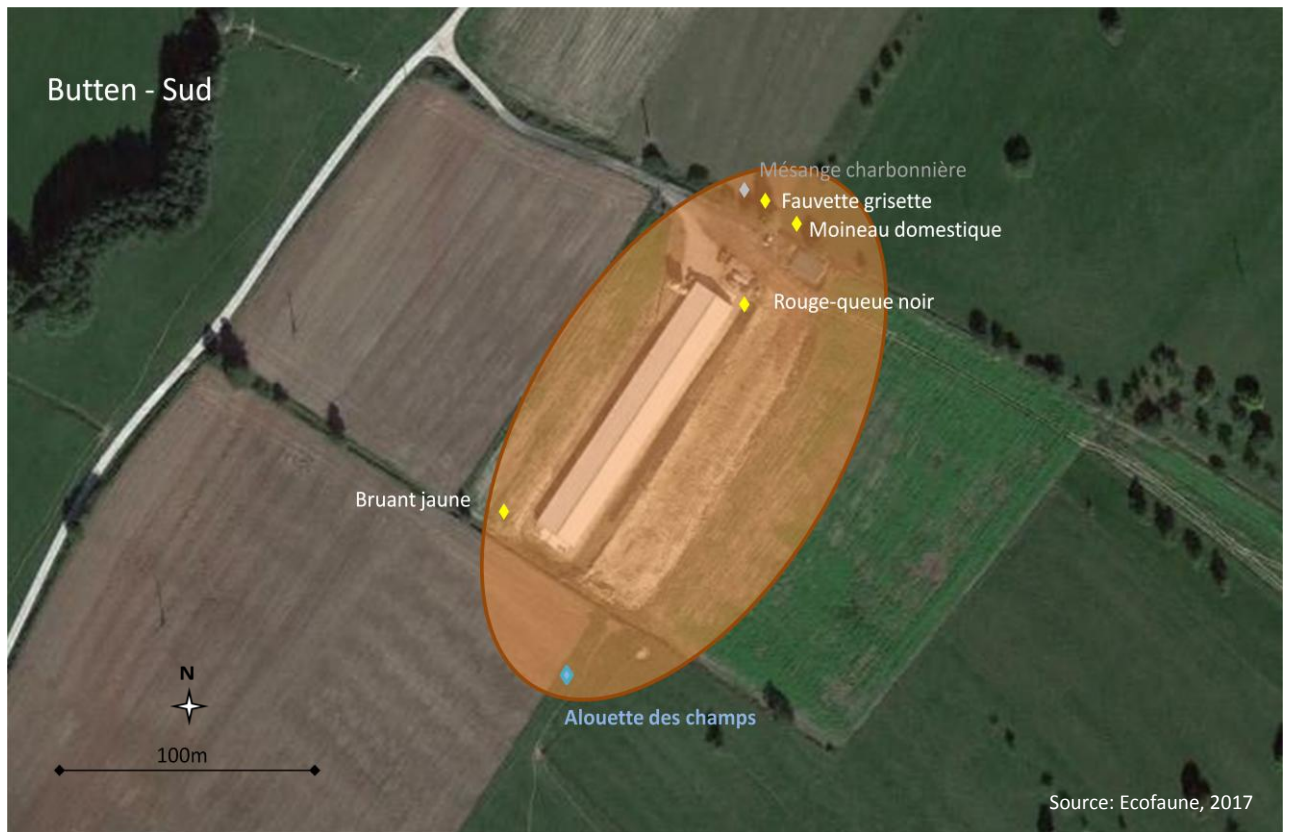 Butten - Sud
Mésange charbonnière
Fauvette grisette
Moineau domestique
Rouge-queue noir
Bruant jaune
N
Alouette des champs
100m
Source: Ecofaune, 2017